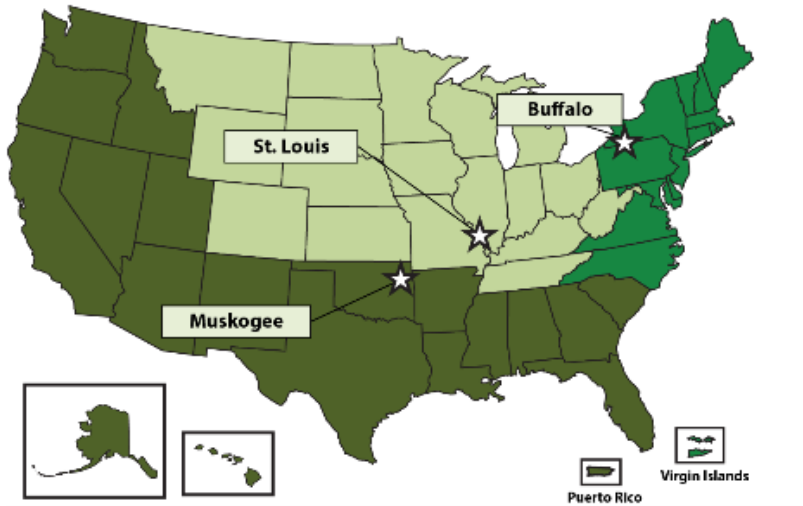 Buffalo
St. Louis
Muskogee
Virgin Islands
Puerto Rico